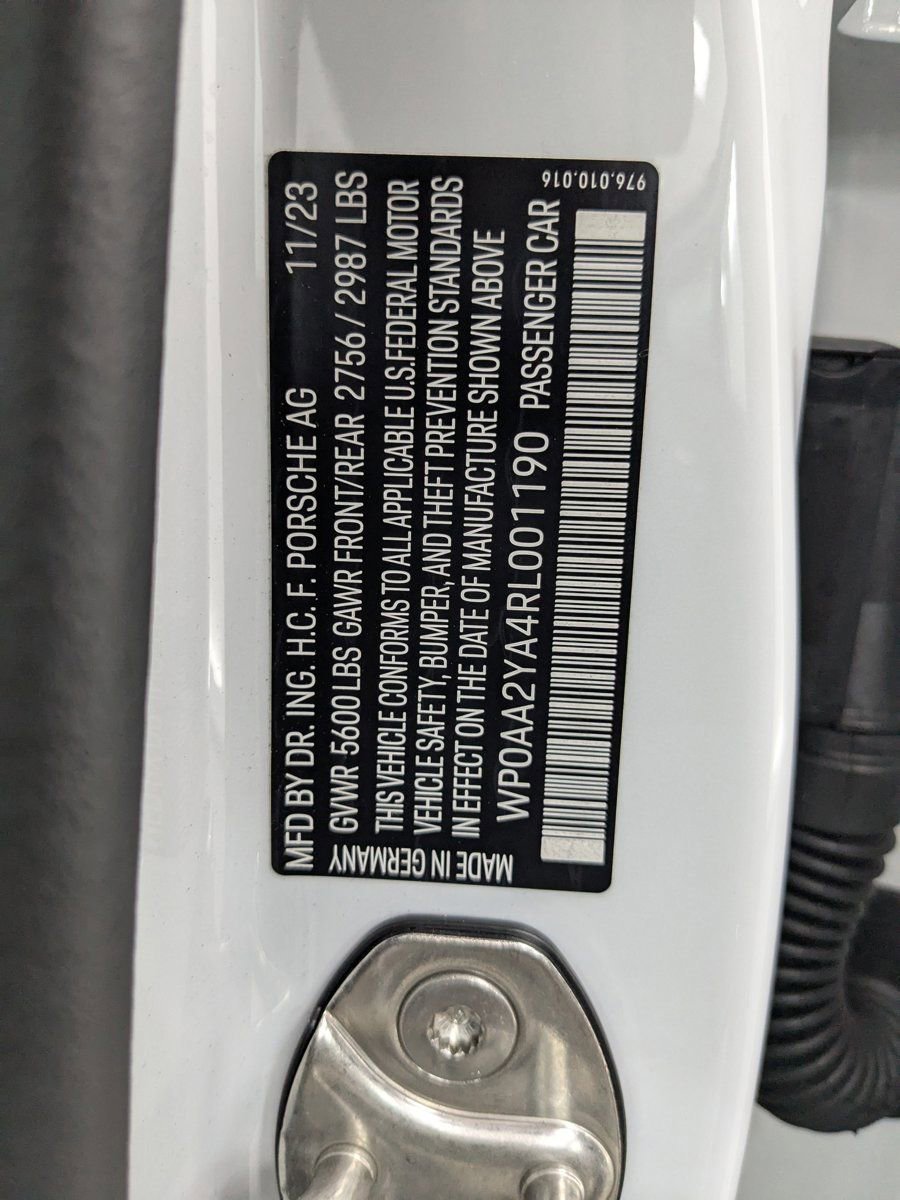 MFD BY DR. ING. H.C. F. PORSCHE AG 11/23
GVWR 5600 LBS GAWR FRONT/REAR 2756 / 2987 LBS
THIS VEHICLE CONFORMS TO ALL APPLICABLE U.S.FEDERAL MOTOR
VEHICLE SAFETY, BUMPER, AND THEFT PREVENTION STANDARDS
IN EFFECT ON THE DATE OF MANUFACTURE SHOWN ABOVE
WP0AA2YA4RL001190 PASSENGER CAR
MADE IN GERMANY
976.010.016